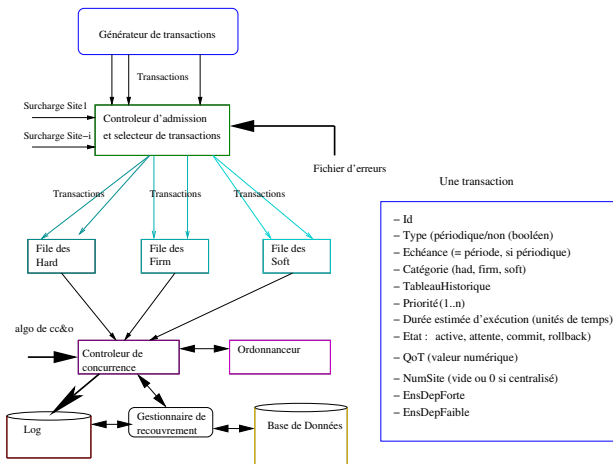 Générateur de transactions
Transactions
Surcharge Site1
Controleur d'admission
et selecteur de transactions
Surcharge Site-i
Fichier d'erreurs
Transactions
Transactions
Transactions
File des
Hard
File des
Firm
File des
Soft
algo de cc&o
Controleur de
concurrence
Ordonnanceur
Log
Gestionnaire de
recouvrement
Base de Données
Une transaction
– Id
– Type (périodique/non (booléen)
– Echéance (= période, si périodique)
– Catégorie (had, firm, soft)
– TableauHistorique
– Priorité (1..n)
– Durée estimée d'exécution (unités de temps)
– Etat : active, attente, commit, rollback)
– QoT (valeur numérique)
– NumSite (vide ou 0 si centralisé)
– EnsDepForte
– EnsDepFaible